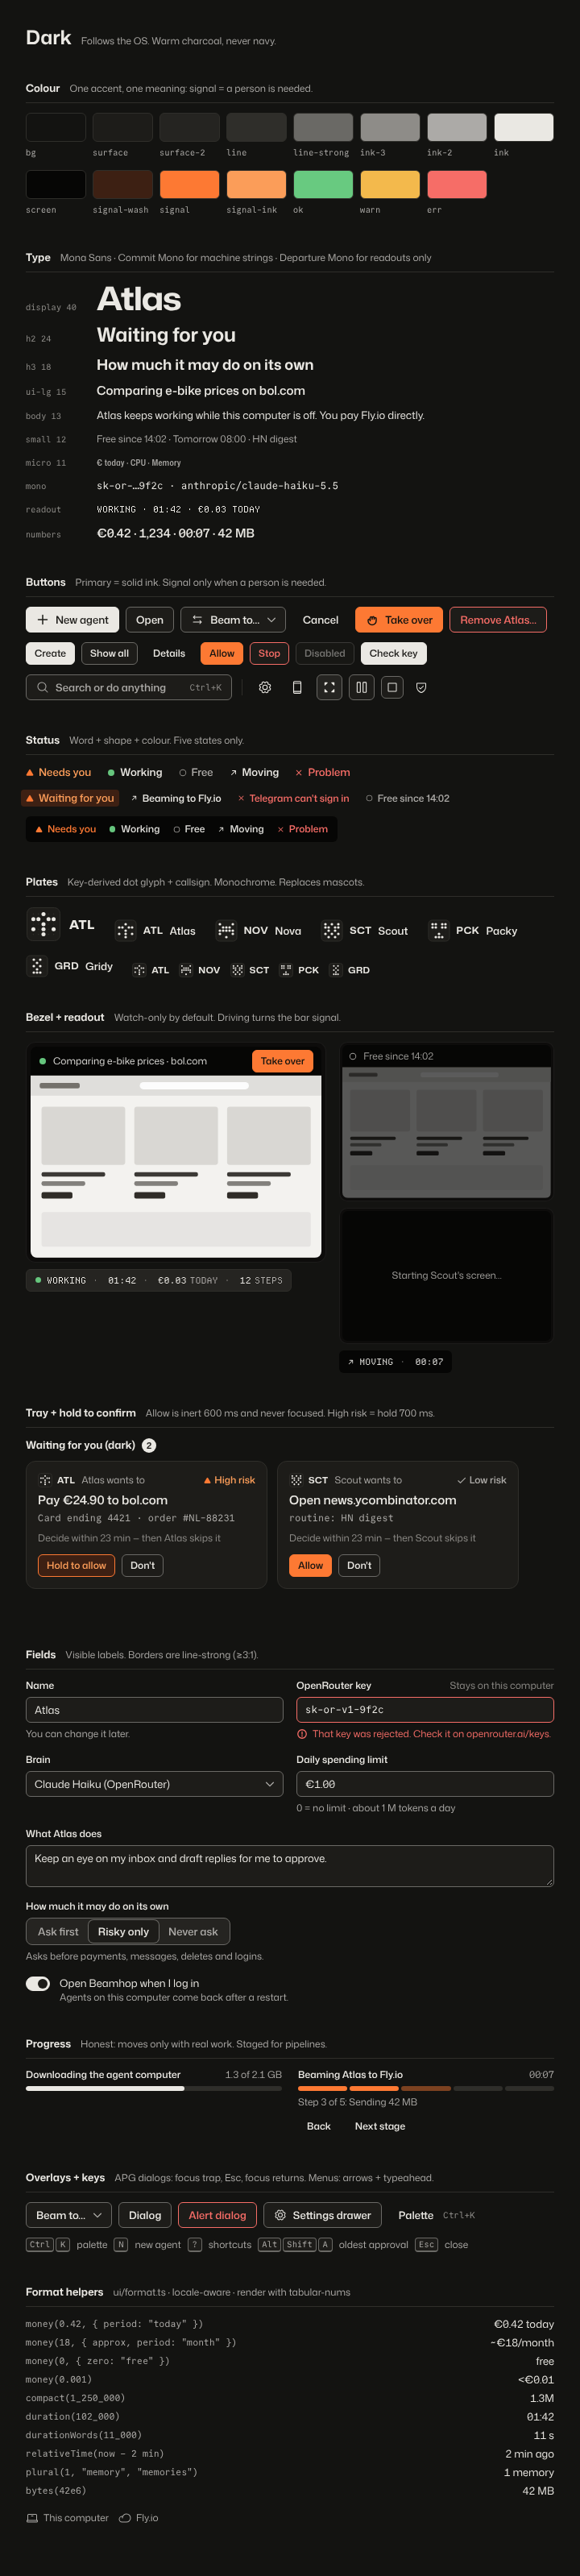 Dark Follows the OS. Warm charcoal, never navy.
Colour One accent, one meaning: signal = a person is needed.
bg surface surface-2 line line-strong ink-3 ink-2 ink
screen signal-wash signal signal-ink ok warn err
Type Mona Sans · Commit Mono for machine strings · Departure Mono for readouts only
display 40 Atlas
h2 24 Waiting for you
h3 18 How much it may do on its own
ui-lg 15 Comparing e-bike prices on bol.com
body 13 Atlas keeps working while this computer is off. You pay Fly.io directly.
small 12 Free since 14:02 · Tomorrow 08:00 · HN digest
micro 11 € today · CPU · Memory
mono sk-or-…9f2c · anthropic/claude-haiku-5.5
readout WORKING · 01:42 · €0.03 TODAY
numbers €0.42 · 1,234 · 00:07 · 42 MB
Buttons Primary = solid ink. Signal only when a person is needed.
New agent Open Beam to… Cancel Take over Remove Atlas…
Create Show all Details Allow Stop Disabled Check key
Search or do anything Ctrl+K
Status Word + shape + colour. Five states only.
Needs you Working Free Moving Problem
Waiting for you Beaming to Fly.io Telegram can't sign in Free since 14:02
Needs you Working Free Moving Problem
Plates Key-derived dot glyph + callsign. Monochrome. Replaces mascots.
ATL ATL Atlas NOV Nova SCT Scout PCK Packy
GRD Gridy ATL NOV SCT PCK GRD
Bezel + readout Watch-only by default. Driving turns the bar signal.
Comparing e-bike prices · bol.com Take over
Free since 14:02
Starting Scout's screen…
WORKING · 01:42 · €0.03 TODAY · 12 STEPS
MOVING · 00:07
Tray + hold to confirm Allow is inert 600 ms and never focused. High risk = hold 700 ms.
Waiting for you (dark) 2
ATL Atlas wants to High risk
Pay €24.90 to bol.com
Card ending 4421 · order #NL-88231
Decide within 23 min — then Atlas skips it
Hold to allow Don't
SCT Scout wants to Low risk
Open news.ycombinator.com
routine: HN digest
Decide within 23 min — then Scout skips it
Allow Don't
Fields Visible labels. Borders are line-strong (≥3:1).
Name
Atlas
You can change it later.
OpenRouter key Stays on this computer
sk-or-v1-9f2c
That key was rejected. Check it on openrouter.ai/keys.
Brain
Claude Haiku (OpenRouter)
Daily spending limit
€1.00
0 = no limit · about 1 M tokens a day
What Atlas does
Keep an eye on my inbox and draft replies for me to approve.
How much it may do on its own
Ask first Risky only Never ask
Asks before payments, messages, deletes and logins.
Open Beamhop when I log in
Agents on this computer come back after a restart.
Progress Honest: moves only with real work. Staged for pipelines.
Downloading the agent computer 1.3 of 2.1 GB
Beaming Atlas to Fly.io 00:07
Step 3 of 5: Sending 42 MB
Back Next stage
Overlays + keys APG dialogs: focus trap, Esc, focus returns. Menus: arrows + typeahead.
Beam to… Dialog Alert dialog Settings drawer Palette Ctrl+K
Ctrl K palette N new agent ? shortcuts Alt Shift A oldest approval Esc close
Format helpers ui/format.ts · locale-aware · render with tabular-nums
money(0.42, { period: "today" }) €0.42 today
money(18, { approx, period: "month" }) ~€18/month
money(0, { zero: "free" }) free
money(0.001) <€0.01
compact(1_250_000) 1.3M
duration(102_000) 01:42
durationWords(11_000) 11 s
relativeTime(now − 2 min) 2 min ago
plural(1, "memory", "memories") 1 memory
bytes(42e6) 42 MB
This computer Fly.io